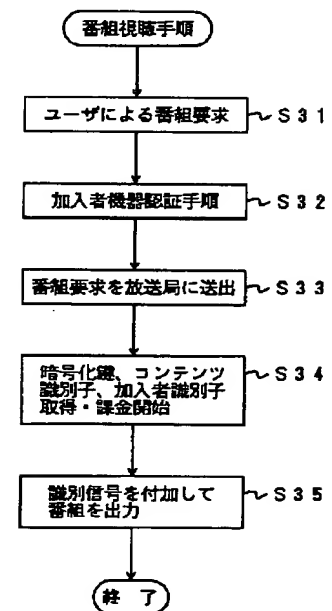 番組視聴手順
ユーザによる番組要求
S31
加入者機器認証手順
S32
番組要求を放送局に送出
S33
暗号化鍵、コンテンツ
識別子、加入者識別子
取得・課金開始
S34
識別信号を付加して
番組を出力
S35
終 了